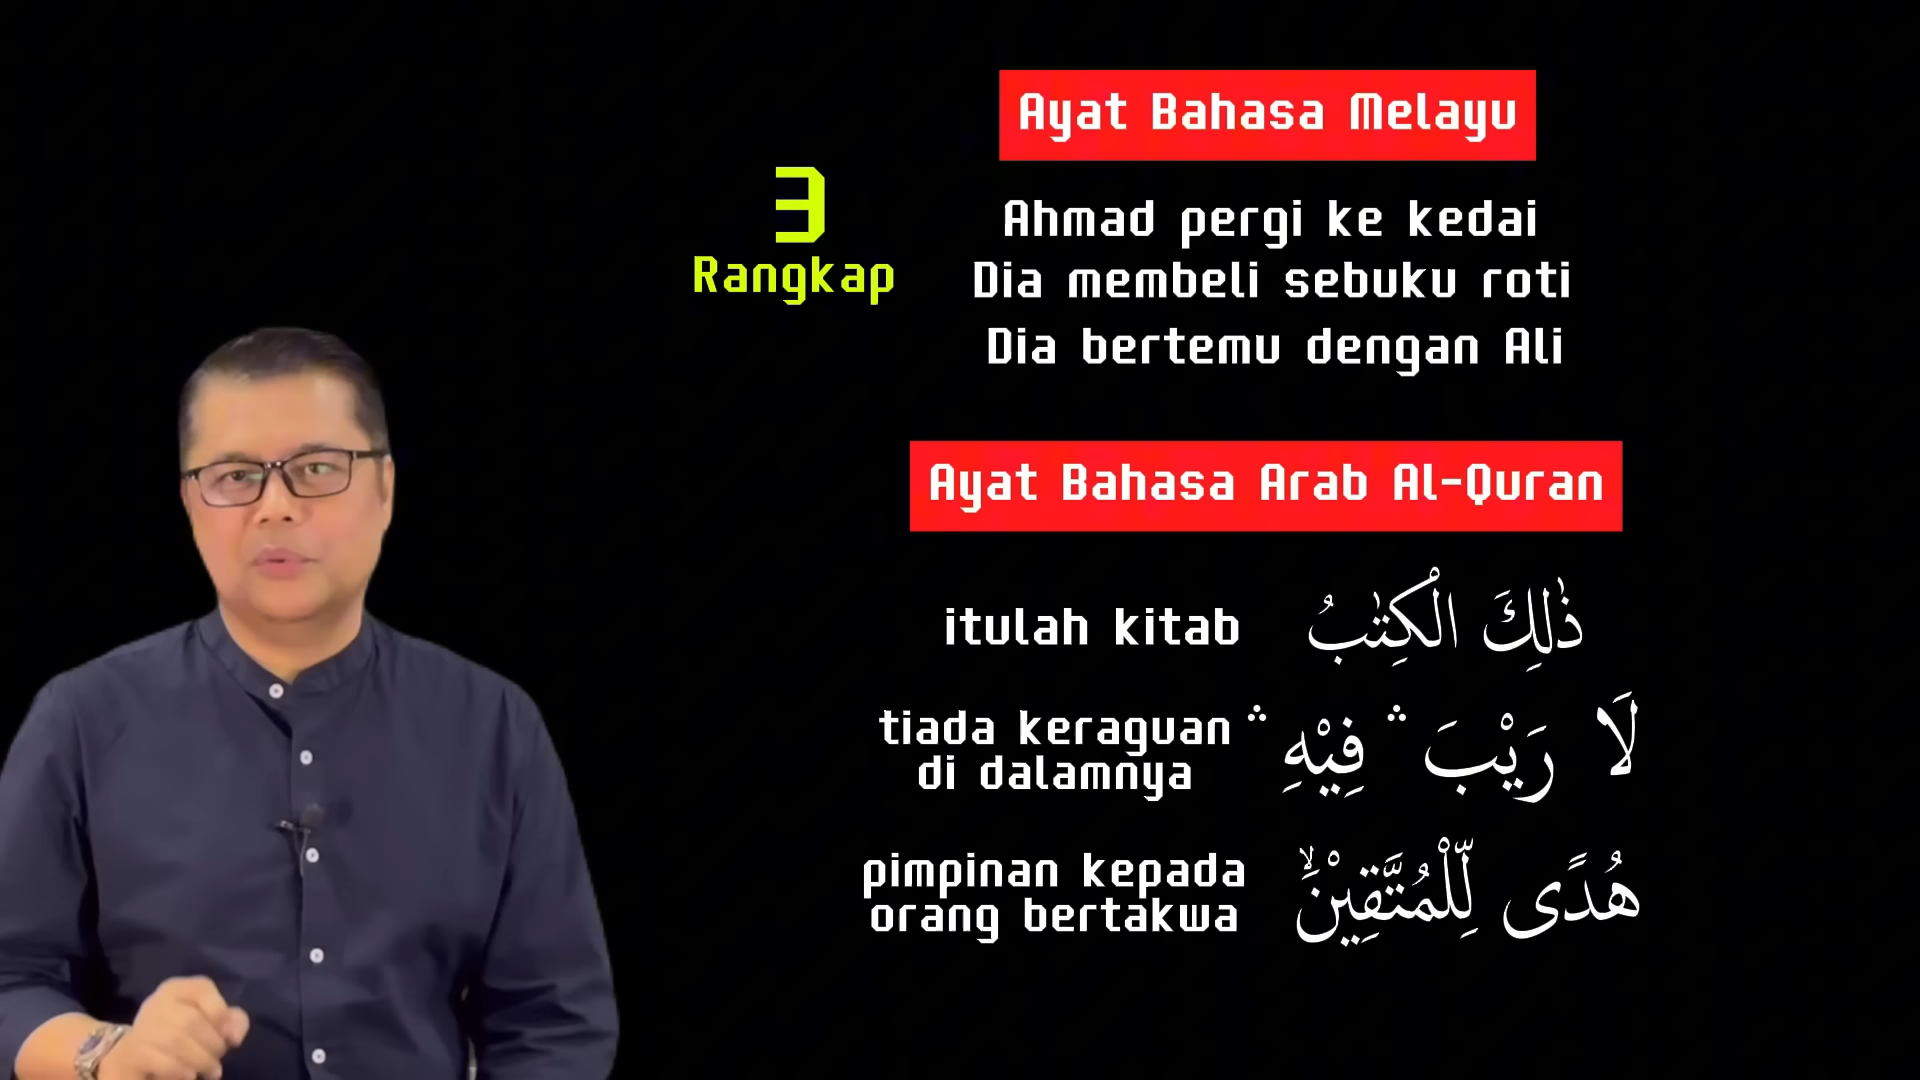 Ayat Bahasa Melayu
3
Rangkap
Ahmad pergi ke kedai
Dia membeli sebuku roti
Dia bertemu dengan Ali
Ayat Bahasa Arab Al-Quran
itulah kitab
ذٰلِكَ الْكِتٰبُ
tiada keraguan
di dalamnya
لَا رَيْبَ ۛ فِيْهِ ۛ
pimpinan kepada
orang bertakwa
هُدًى لِّلْمُتَّقِيْنَۙ